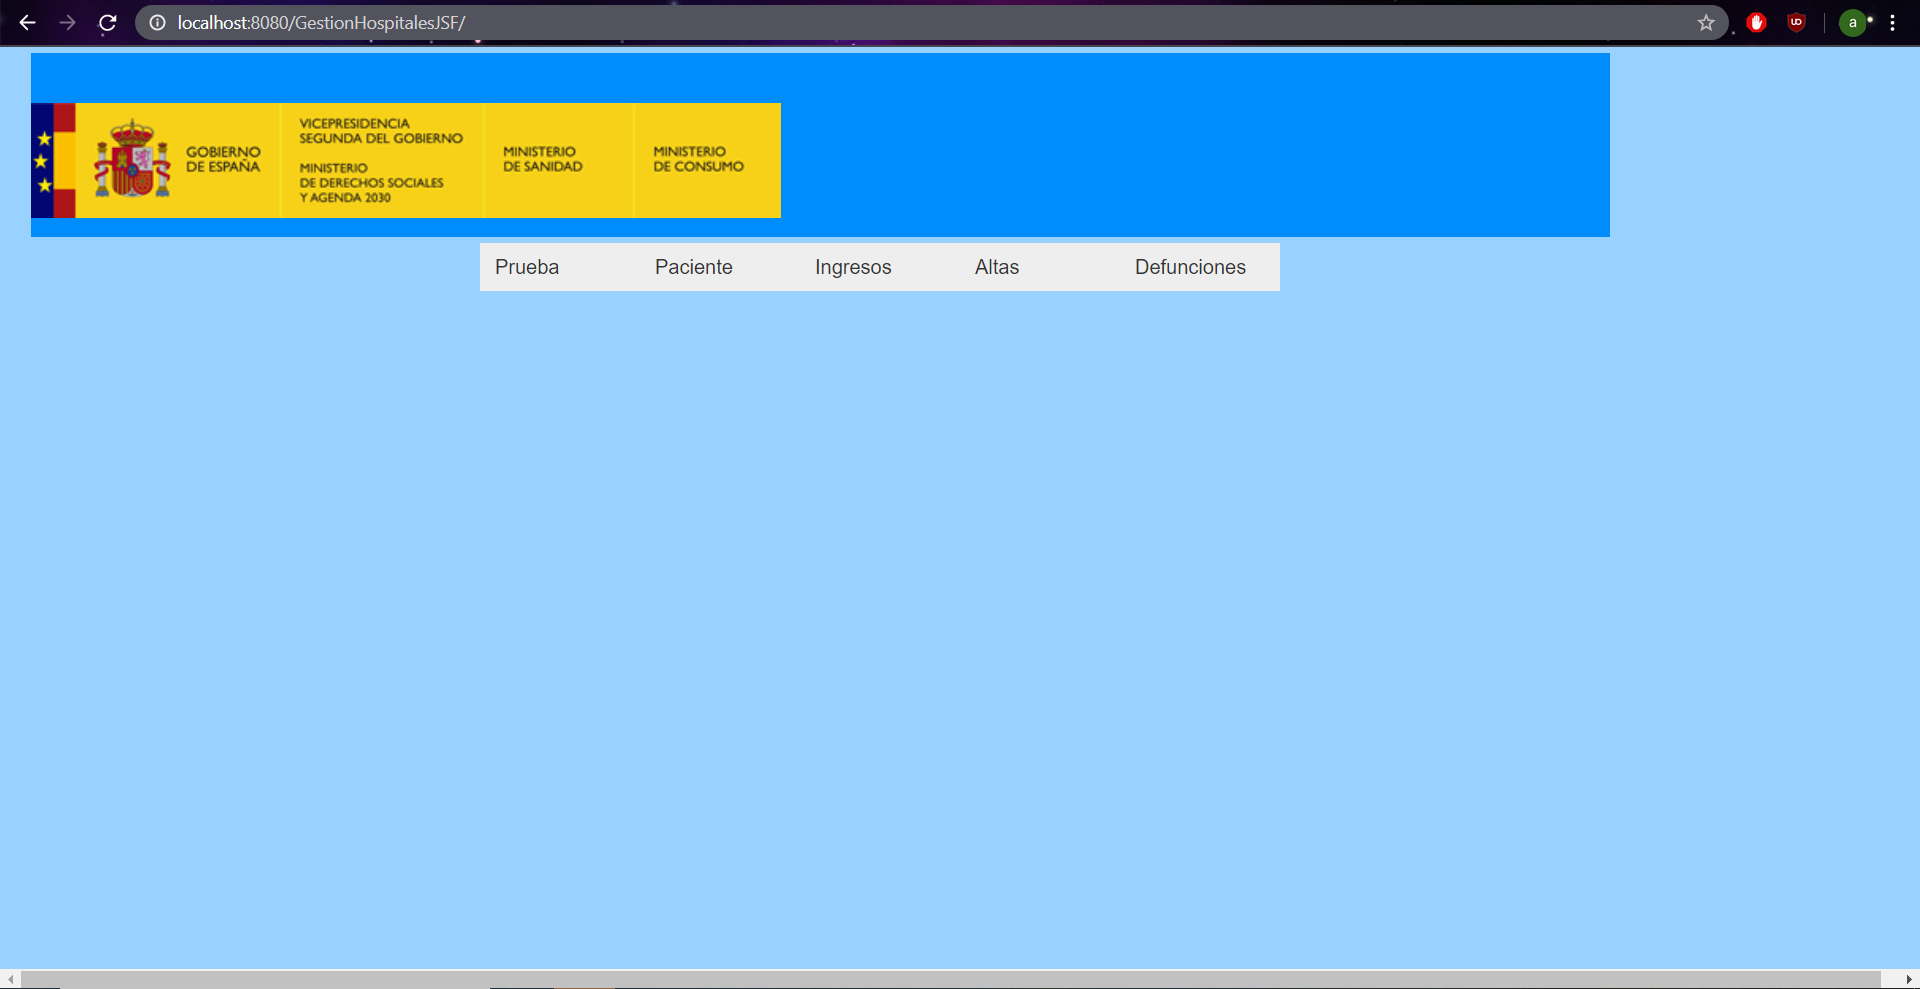 localhost:8080/GestionHospitalesJSF/
a
GOBIERNO
DE ESPAÑA
VICEPRESIDENCIA
SEGUNDA DEL GOBIERNO
MINISTERIO
DE DERECHOS SOCIALES
Y AGENDA 2030
MINISTERIO
DE SANIDAD
MINISTERIO
DE CONSUMO
Prueba Paciente Ingresos Altas Defunciones